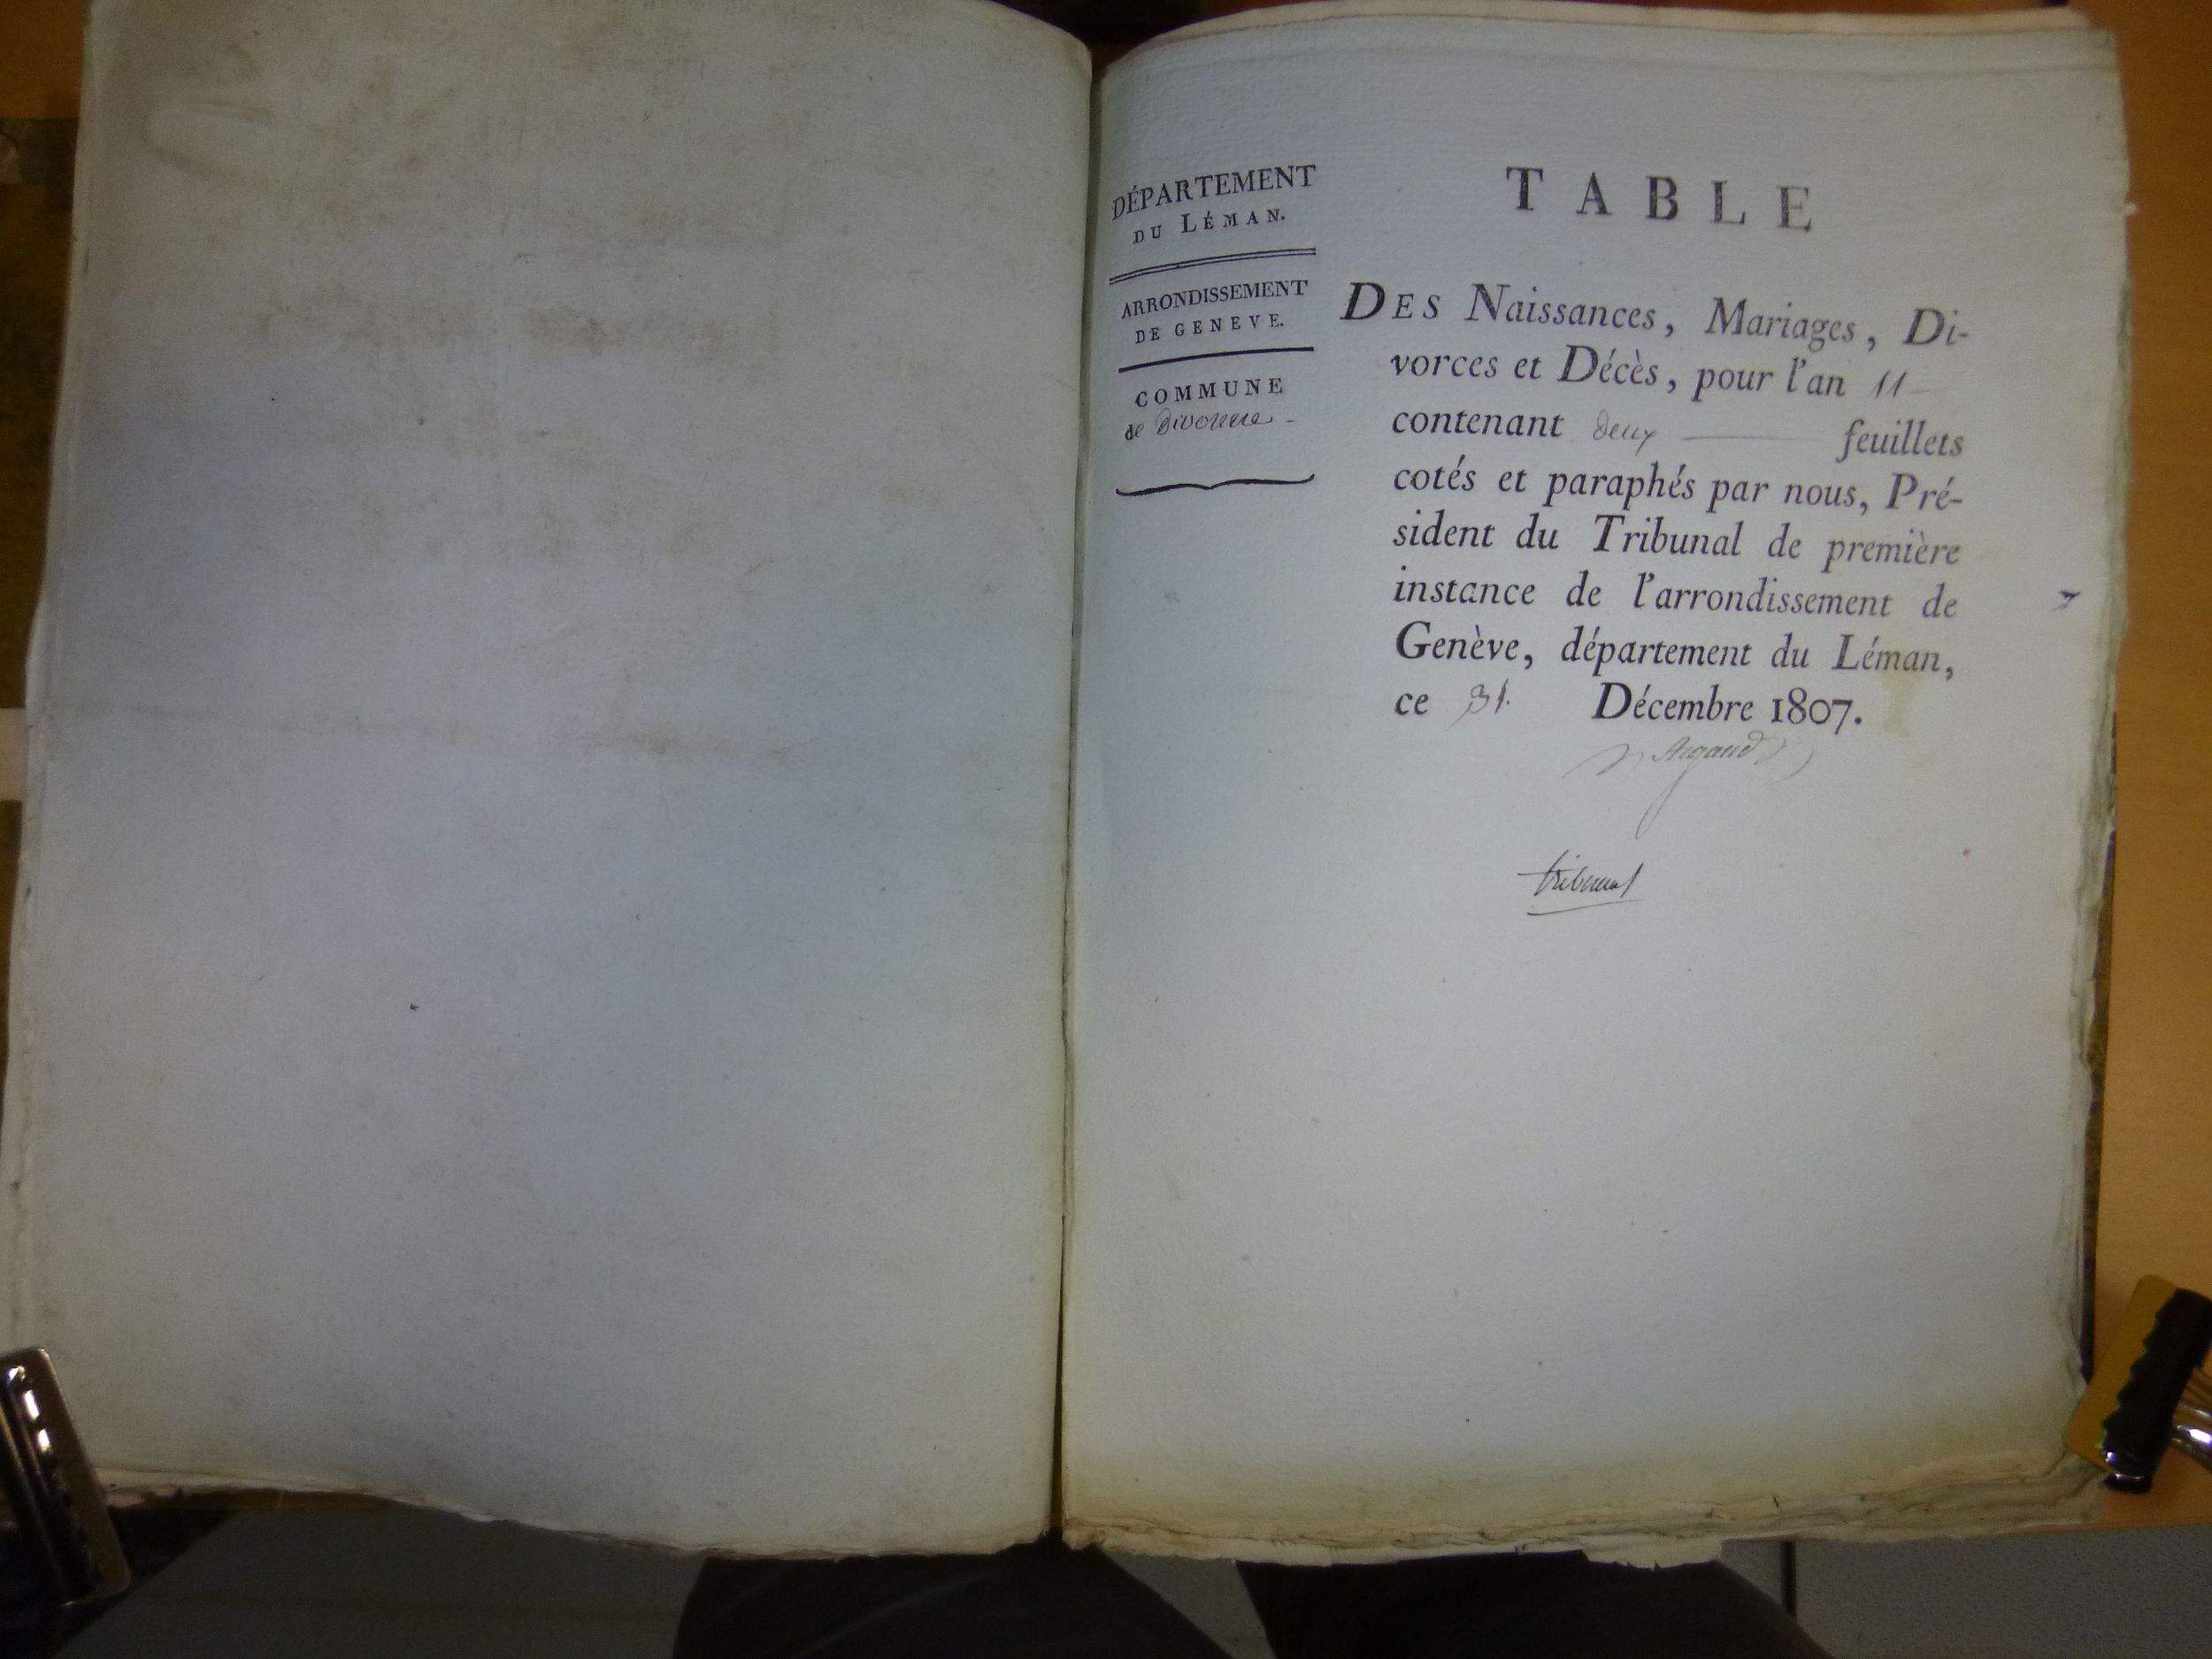 DÉPARTEMENT
DU LÉMAN.
ARRONDISSEMENT
DE GENEVE.
COMMUNE
de Divonne
TABLE
DES Naissances, Mariages, Di-
vorces et Décès, pour l'an 11
contenant deux feuillets
cotés et paraphés par nous, Pré-
sident du Tribunal de première
instance de l'arrondissement de
Genève, département du Léman,
ce 31. Décembre 1807.
Argand
tribunal